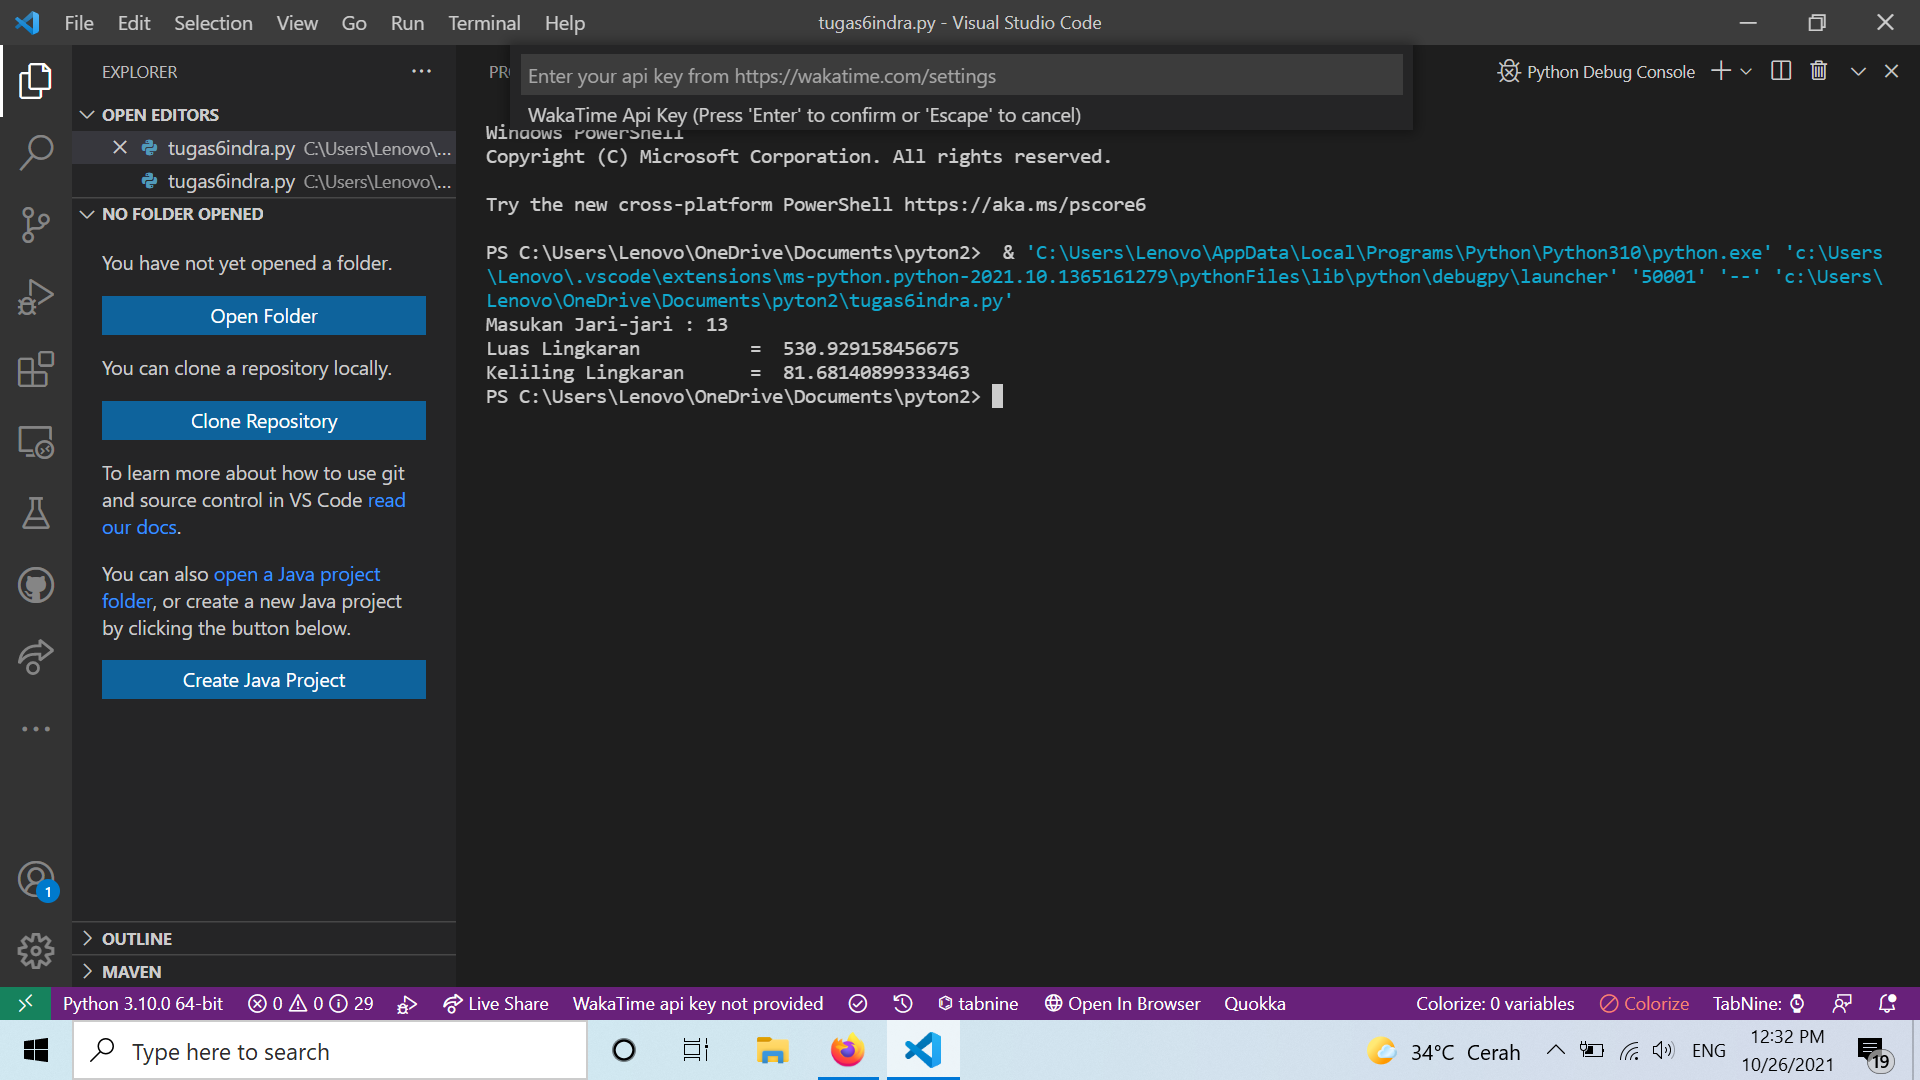 File Edit Selection View Go Run Terminal Help
tugas6indra.py - Visual Studio Code
EXPLORER
OPEN EDITORS
tugas6indra.py C:\Users\Lenovo\...
tugas6indra.py C:\Users\Lenovo\...
NO FOLDER OPENED
You have not yet opened a folder.
Open Folder
You can clone a repository locally.
Clone Repository
To learn more about how to use git
and source control in VS Code read
our docs.
You can also open a Java project
folder, or create a new Java project
by clicking the button below.
Create Java Project
OUTLINE
MAVEN
Enter your api key from https://wakatime.com/settings
WakaTime Api Key (Press 'Enter' to confirm or 'Escape' to cancel)
Python Debug Console
Windows PowerShell
Copyright (C) Microsoft Corporation. All rights reserved.
Try the new cross-platform PowerShell https://aka.ms/pscore6
PS C:\Users\Lenovo\OneDrive\Documents\pyton2>  & 'C:\Users\Lenovo\AppData\Local\Programs\Python\Python310\python.exe' 'c:\Users
\Lenovo\.vscode\extensions\ms-python.python-2021.10.1365161279\pythonFiles\lib\python\debugpy\launcher' '50001' '--' 'c:\Users\
Lenovo\OneDrive\Documents\pyton2\tugas6indra.py'
Masukan Jari-jari : 13
Luas Lingkaran          =  530.929158456675
Keliling Lingkaran      =  81.68140899333463
PS C:\Users\Lenovo\OneDrive\Documents\pyton2>
1
Python 3.10.0 64-bit 0 0 29 Live Share WakaTime api key not provided tabnine Open In Browser Quokka Colorize: 0 variables Colorize TabNine:
Type here to search
34°C Cerah
ENG
12:32 PM
10/26/2021
19